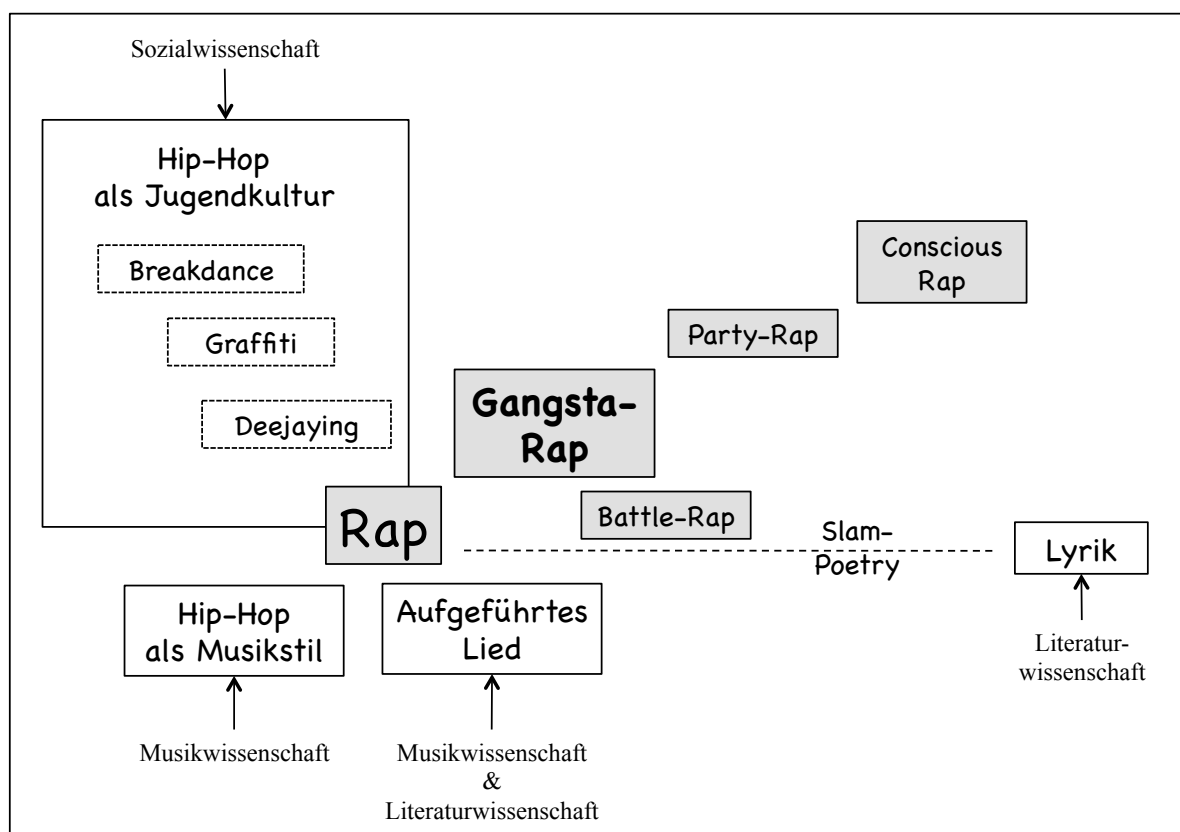 Sozialwissenschaft
Hip-Hop
als Jugendkultur
Breakdance
Graffiti
Deejaying
Rap
Conscious
Rap
Party-Rap
Gangsta-
Rap
Battle-Rap
Slam-
Poetry
Lyrik
Literatur-
wissenschaft
Hip-Hop
als Musikstil
Musikwissenschaft
Aufgeführtes
Lied
Musikwissenschaft
&
Literaturwissenschaft